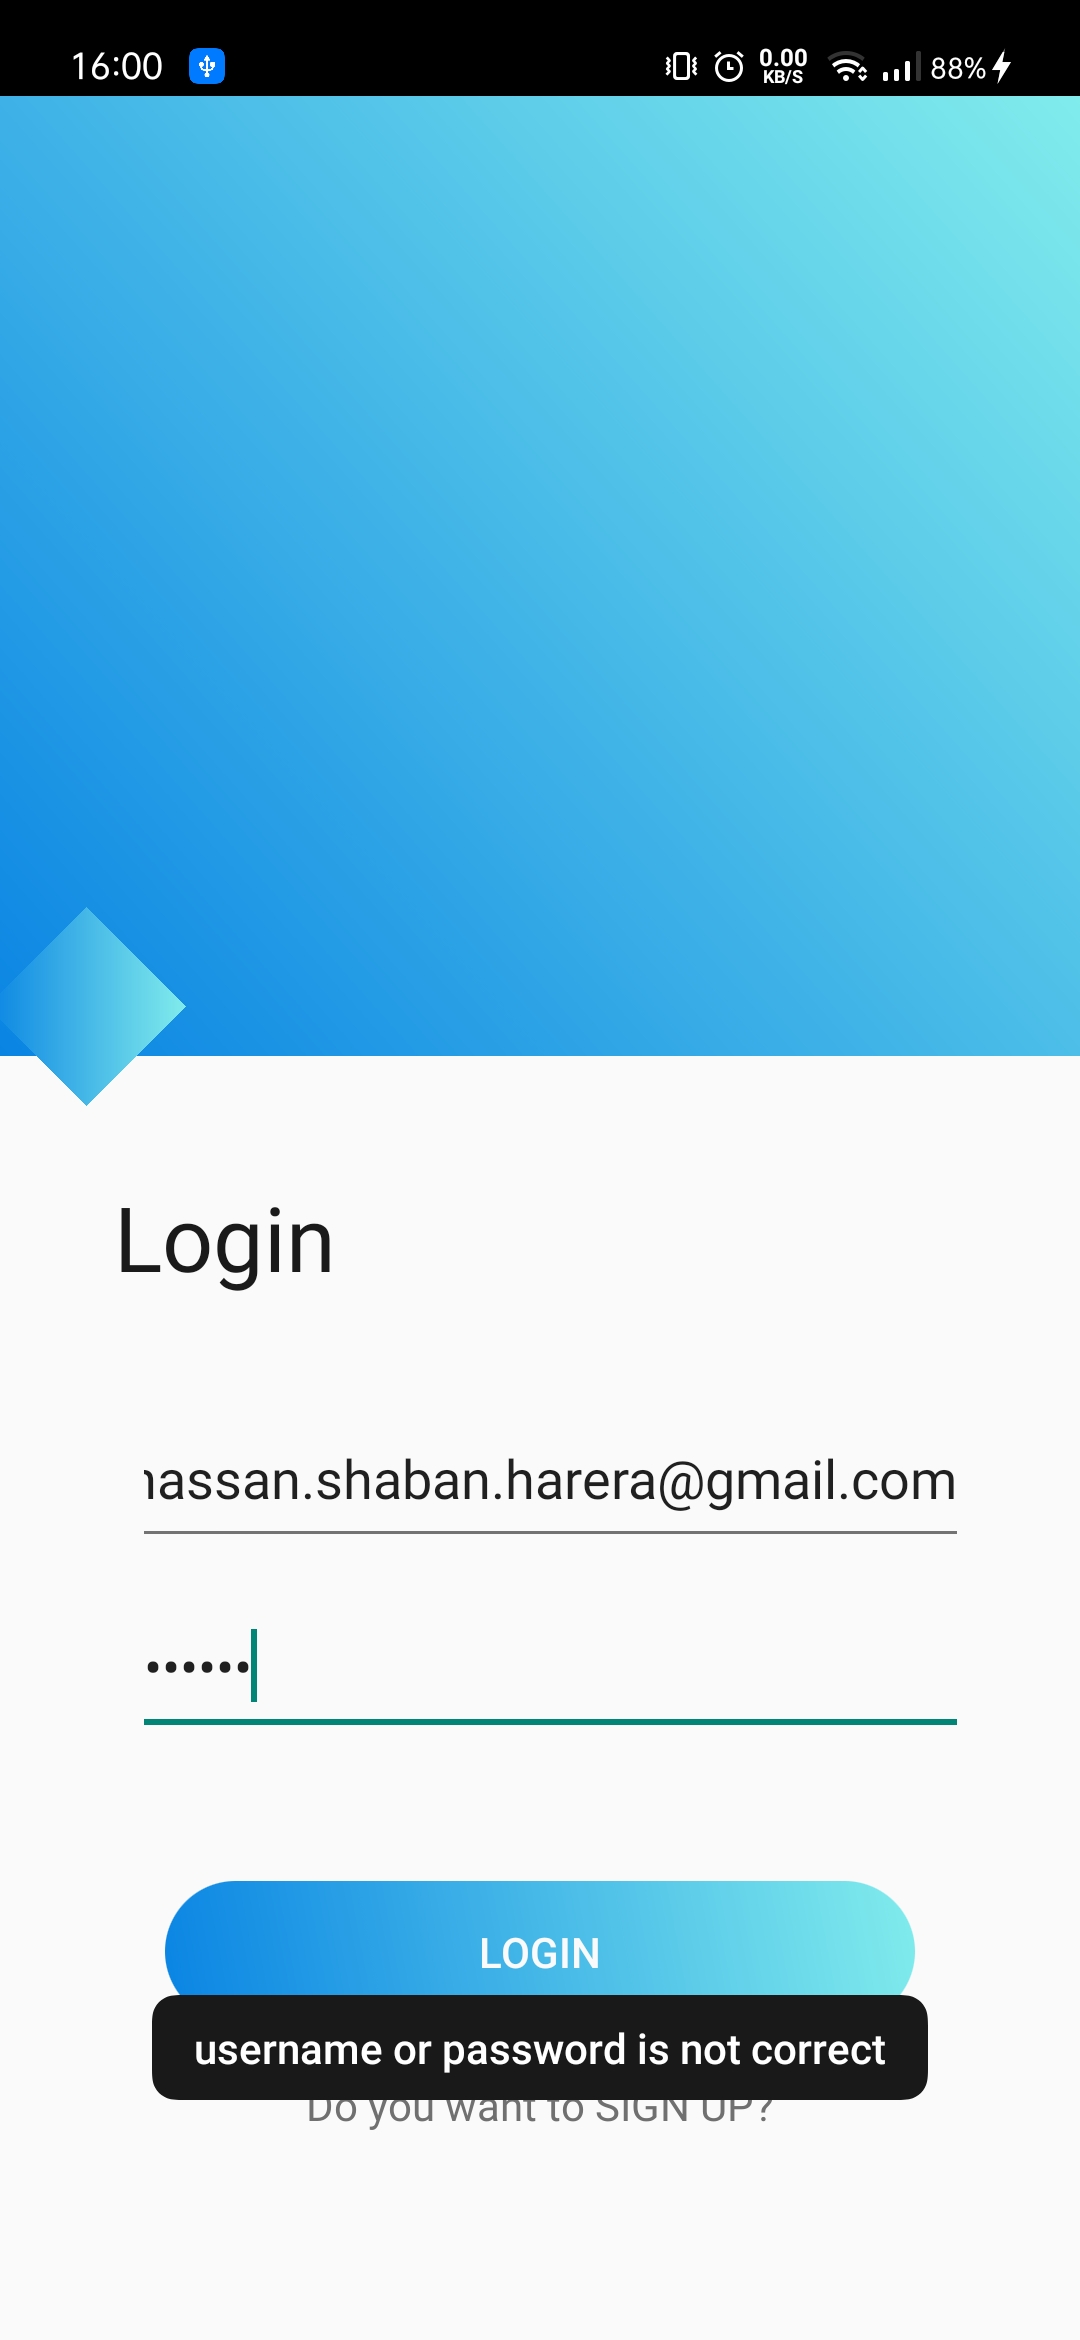 16:00
0.00
KB/S
88%
Login
hassan.shaban.harera@gmail.com
••••••
LOGIN
username or password is not correct
Do you want to SIGN UP?